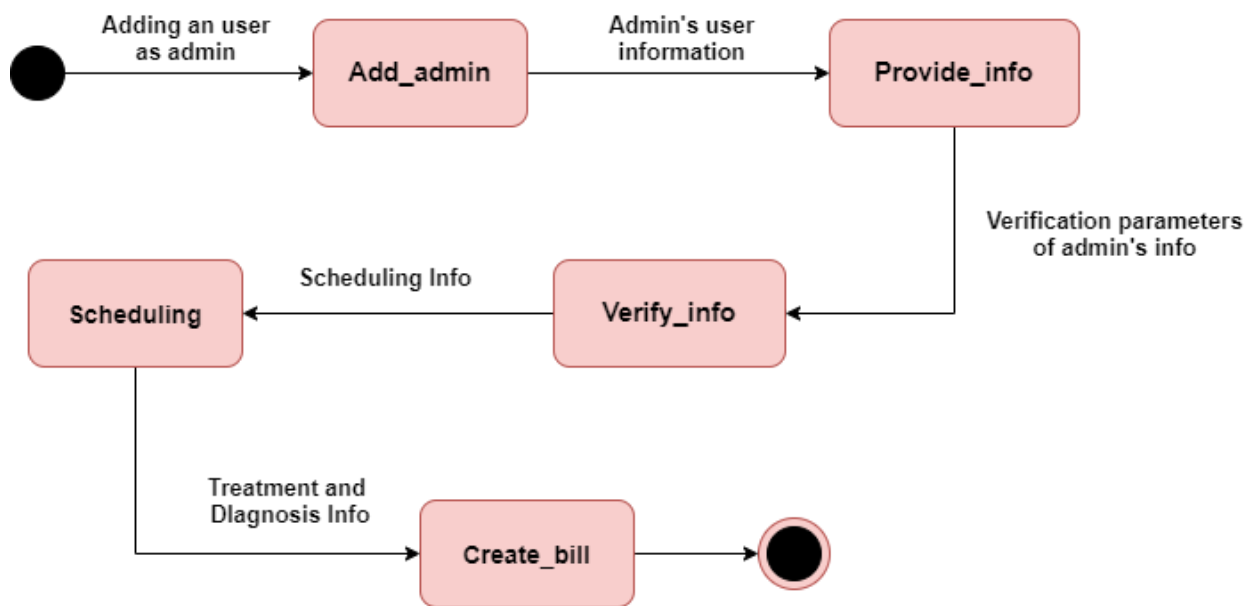 Adding an user
as admin
Add_admin
Admin's user
information
Provide_info
Verification parameters
of admin's info
Verify_info
Scheduling Info
Scheduling
Treatment and
DIagnosis Info
Create_bill